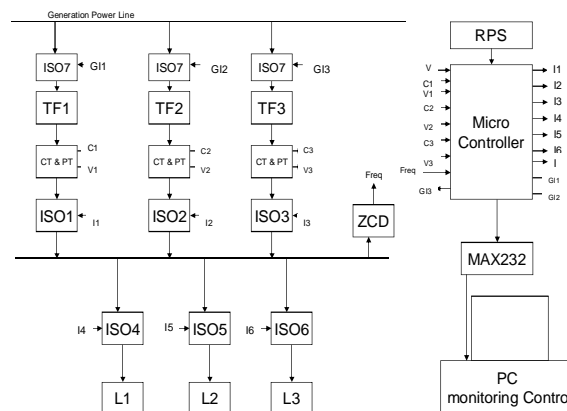 Generation Power Line
ISO7
GI1
ISO7
GI2
ISO7
GI3
TF1
TF2
TF3
CT & PT
C1
V1
CT & PT
C2
V2
CT & PT
C3
V3
ISO1
I1
ISO2
I2
ISO3
I3
Freq
ZCD
I4
ISO4
I5
ISO5
I6
ISO6
L1
L2
L3
RPS
Micro
Controller
V
C1
V1
C2
V2
C3
V3
Freq
GI3
I1
I2
I3
I4
I5
I6
I
GI1
GI2
MAX232
PC
monitoring Contro